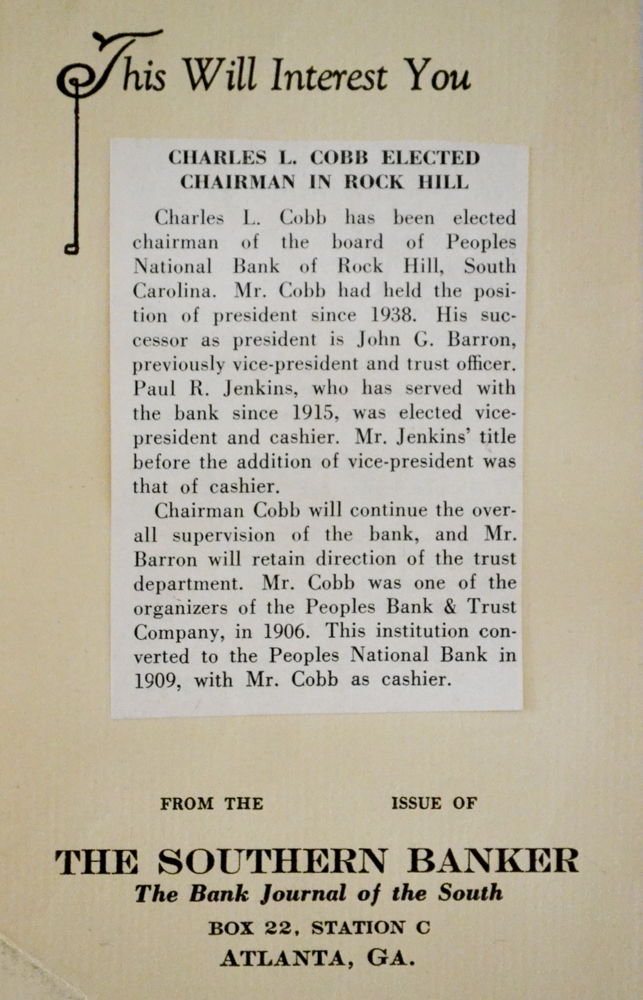 This Will Interest You
CHARLES L. COBB ELECTED
CHAIRMAN IN ROCK HILL
Charles L. Cobb has been elected
chairman of the board of Peoples
National Bank of Rock Hill, South
Carolina. Mr. Cobb had held the posi-
tion of president since 1938. His suc-
cessor as president is John G. Barron,
previously vice-president and trust officer.
Paul R. Jenkins, who has served with
the bank since 1915, was elected vice-
president and cashier. Mr. Jenkins' title
before the addition of vice-president was
that of cashier.
Chairman Cobb will continue the over-
all supervision of the bank, and Mr.
Barron will retain direction of the trust
department. Mr. Cobb was one of the
organizers of the Peoples Bank & Trust
Company, in 1906. This institution con-
verted to the Peoples National Bank in
1909, with Mr. Cobb as cashier.
FROM THE ISSUE OF
THE SOUTHERN BANKER
The Bank Journal of the South
BOX 22, STATION C
ATLANTA, GA.